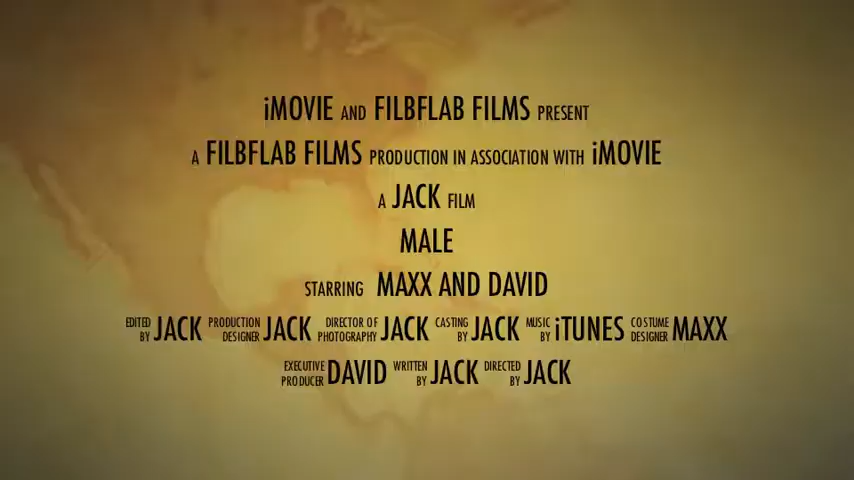 iMOVIE AND FILBFLAB FILMS PRESENT
A FILBFLAB FILMS PRODUCTION IN ASSOCIATION WITH iMOVIE
A JACK FILM
MALE
STARRING MAXX AND DAVID
EDITED BY JACK PRODUCTION DESIGNER JACK DIRECTOR OF PHOTOGRAPHY JACK CASTING BY JACK MUSIC BY iTUNES COSTUME DESIGNER MAXX
EXECUTIVE PRODUCER DAVID WRITTEN BY JACK DIRECTED BY JACK